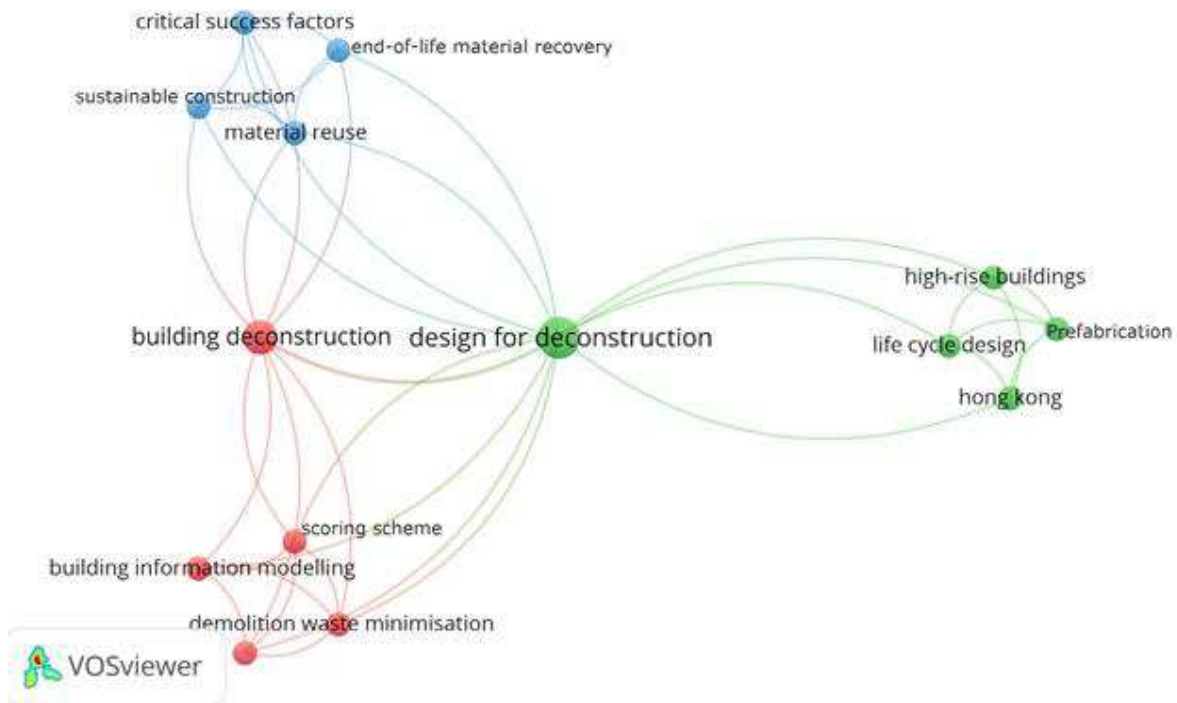 critical success factors
end-of-life material recovery
sustainable construction
material reuse
high-rise buildings
Prefabrication
building deconstruction
design for deconstruction
life cycle design
hong kong
scoring scheme
building information modelling
demolition waste minimisation
VOSviewer